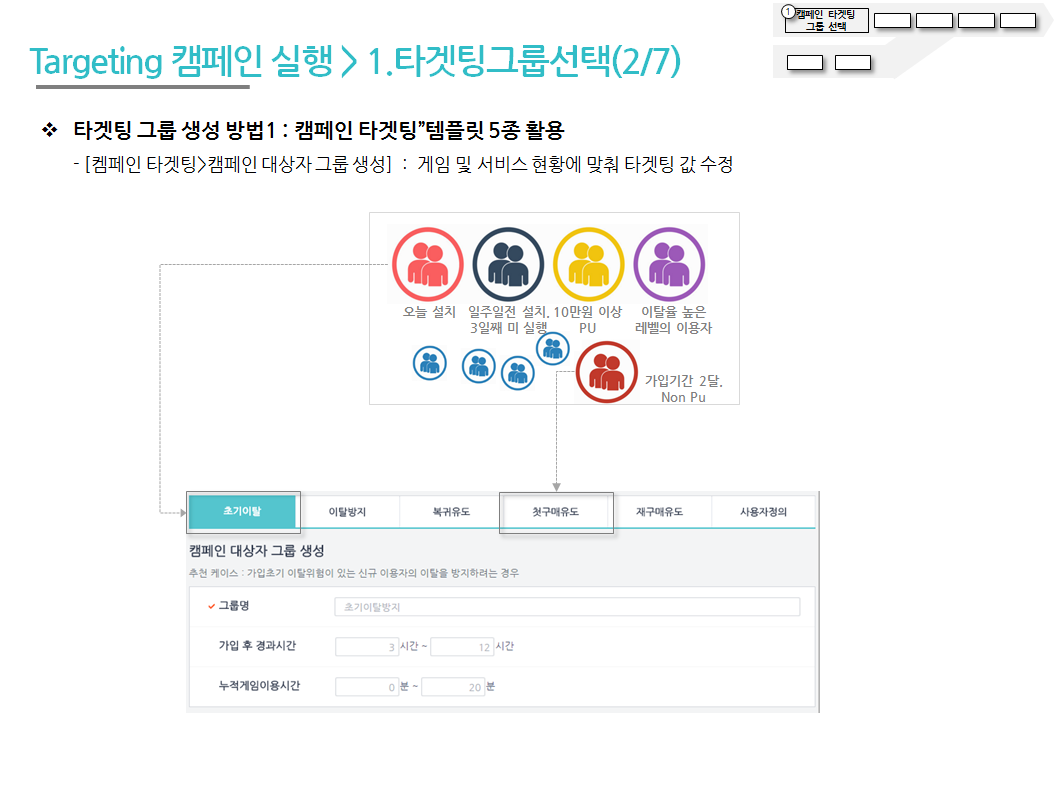 ① 캠페인 타겟팅
그룹 선택
Targeting 캠페인 실행 > 1.타겟팅그룹선택(2/7)
❖ 타겟팅 그룹 생성 방법1 : 캠페인 타겟팅”템플릿 5종 활용
- [켐페인 타겟팅>캠페인 대상자 그룹 생성] : 게임 및 서비스 현황에 맞춰 타겟팅 값 수정
오늘 설치
일주일전 설치.
3일째 미 실행
10만원 이상
PU
이탈율 높은
레벨의 이용자
가입기간 2달.
Non Pu
초기이탈 이탈방지 복귀유도 첫구매유도 재구매유도 사용자정의
캠페인 대상자 그룹 생성
추천 케이스 : 가입초기 이탈위험이 있는 신규 이용자의 이탈을 방지하려는 경우
✓ 그룹명 초기이탈방지
가입 후 경과시간 3 시간 ~ 12 시간
누적게임이용시간 0 분 ~ 20 분